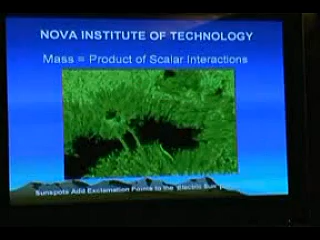 NOVA INSTITUTE OF TECHNOLOGY
Mass = Product of Scalar Interactions
Sunspots Add Exclamation Points to the 'Electric Sun'